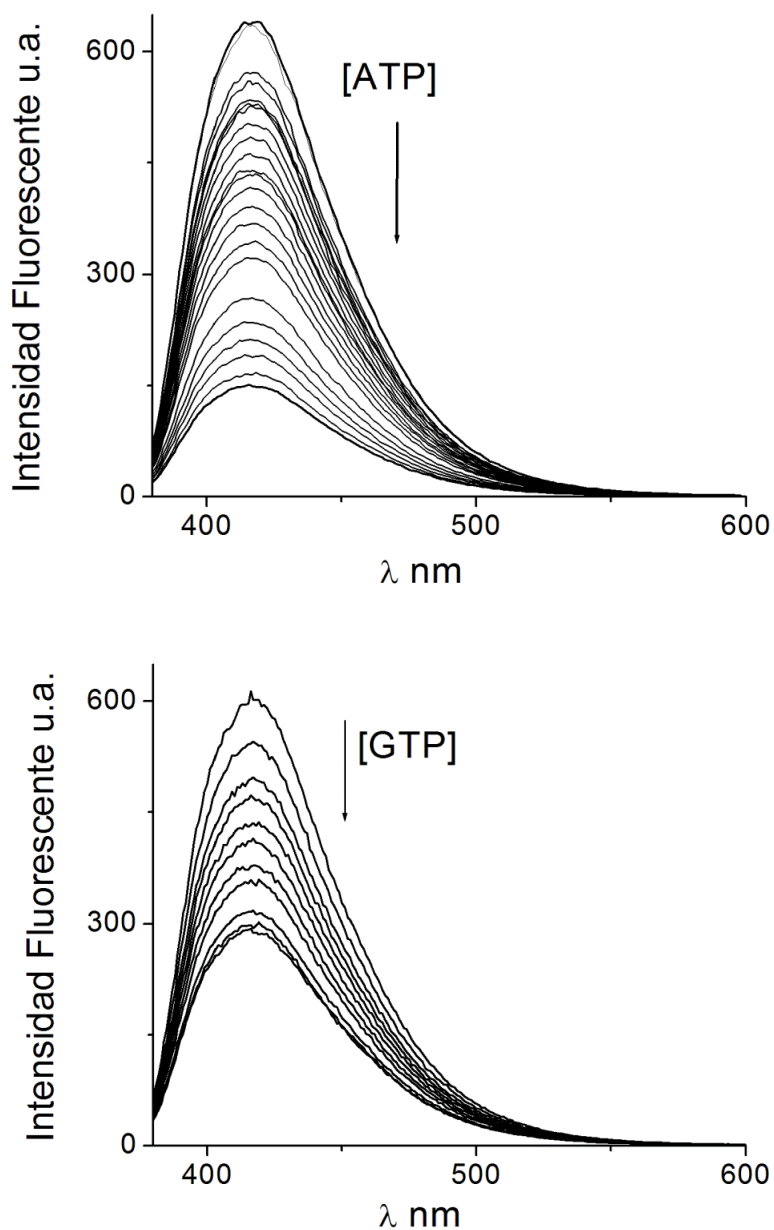 600
[ATP]
300
0
400
500
600
λ nm
Intensidad Fluorescente u.a.
600
[GTP]
300
0
400
500
600
λ nm
Intensidad Fluorescente u.a.